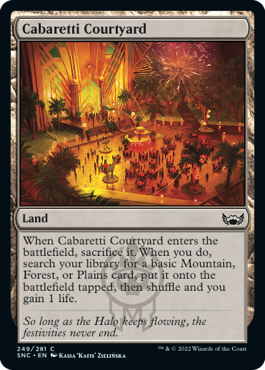 Cabaretti Courtyard
Land
When Cabaretti Courtyard enters the
battlefield, sacrifice it. When you do,
search your library for a basic Mountain,
Forest, or Plains card, put it onto the
battlefield tapped, then shuffle and you
gain 1 life.
So long as the Halo keeps flowing, the
festivities never end.
249/281 C
SNC • EN KASIA 'KAFIS' ZIELIŃSKA
™ & © 2022 Wizards of the Coast